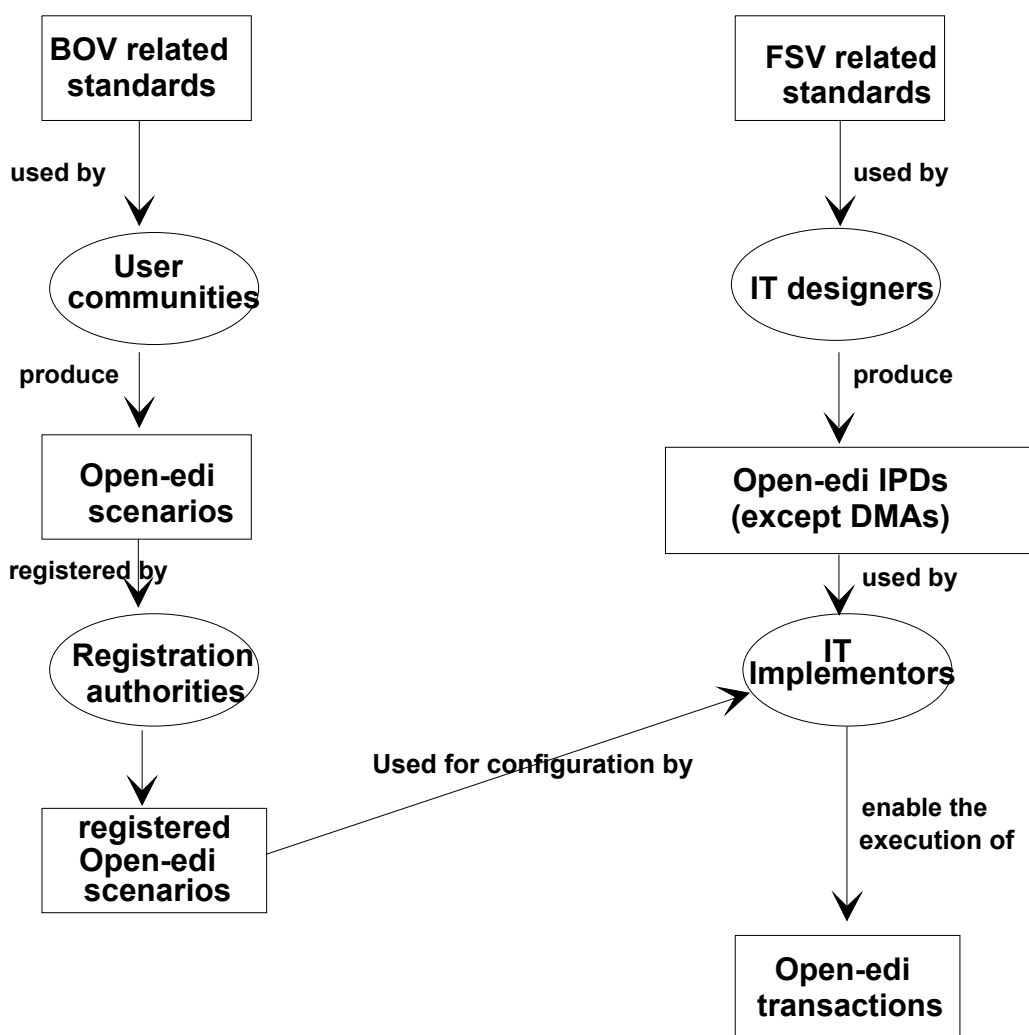 BOV related
standards
used by
User
communities
produce
Open-edi
scenarios
registered by
Registration
authorities
registered
Open-edi
scenarios
Used for configuration by
FSV related
standards
used by
IT designers
produce
Open-edi IPDs
(except DMAs)
used by
IT
Implementors
enable the
execution of
Open-edi
transactions